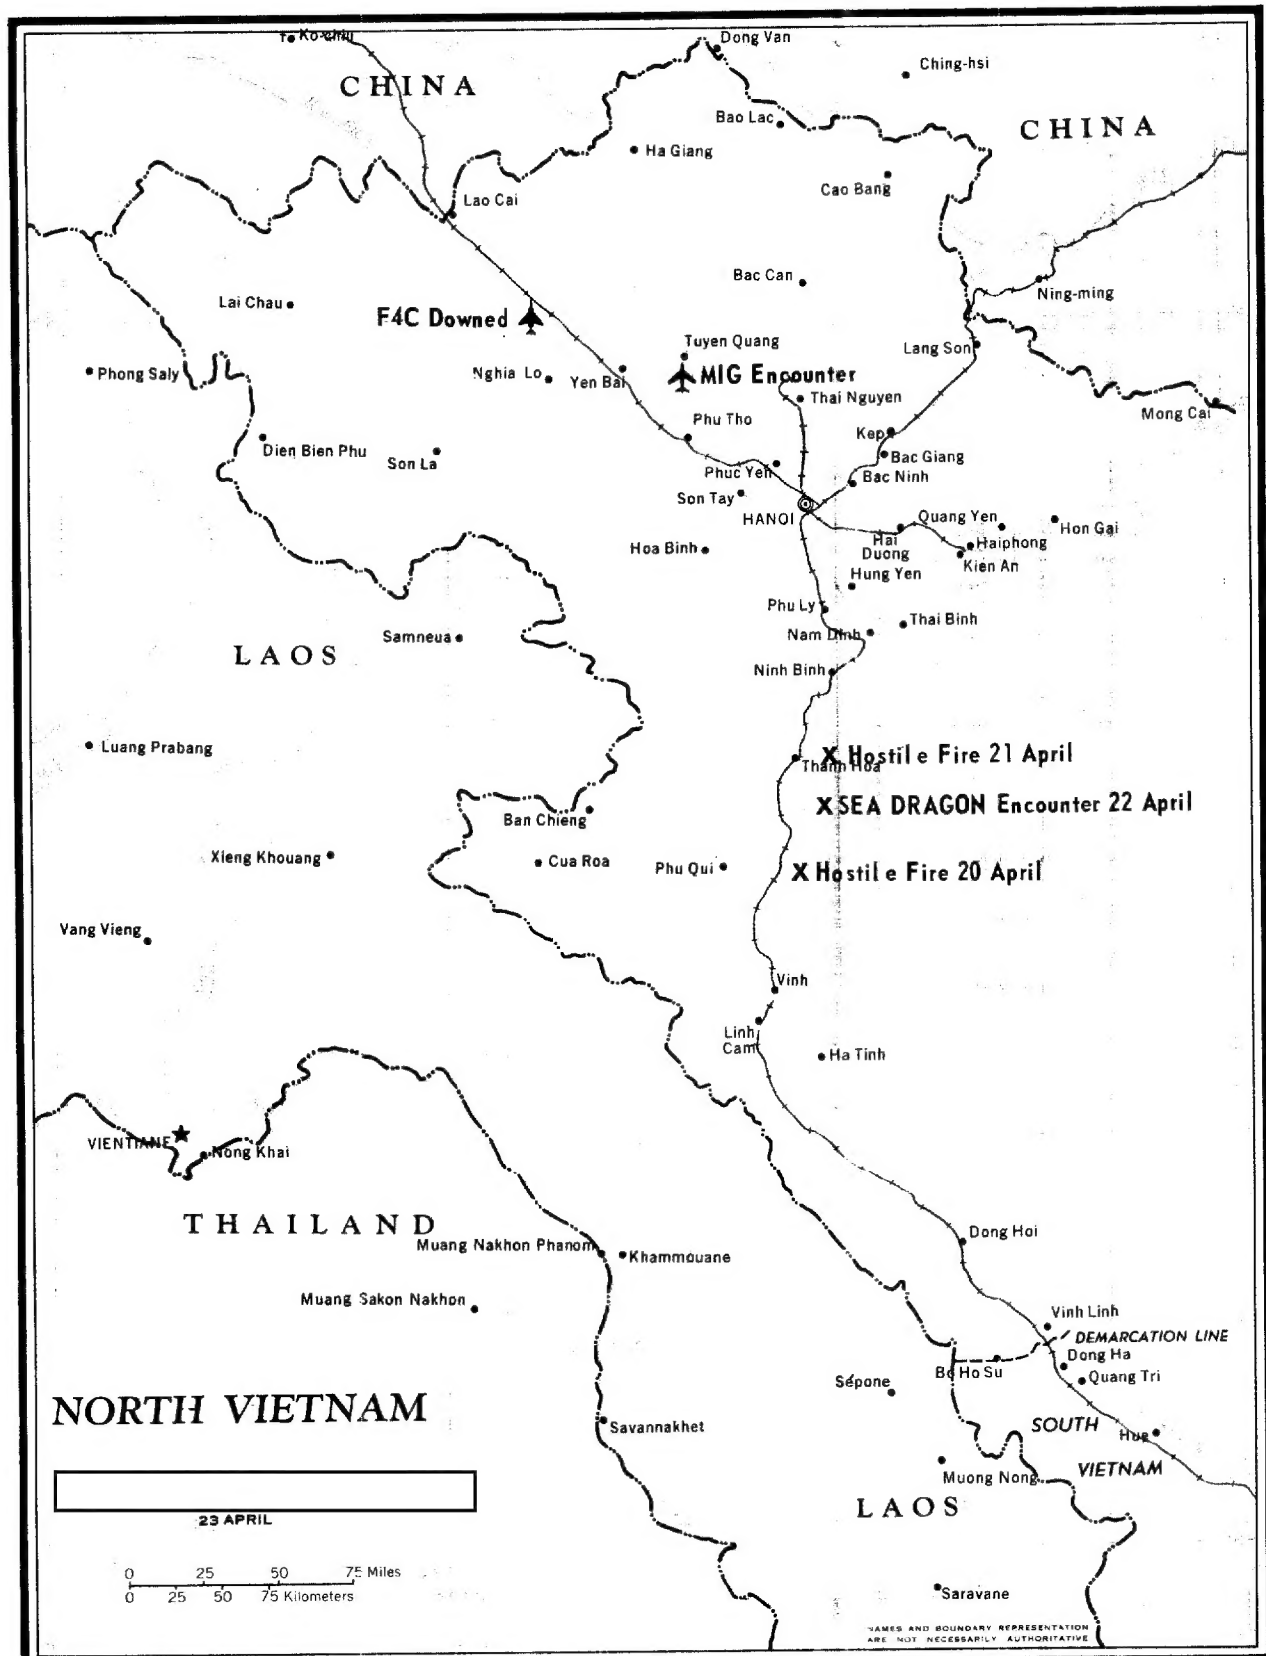 Ko-chiu
Dong Van
Ching-hsi
CHINA
Bao Lac
CHINA
Ha Giang
Cao Bang
Lao Cai
Bac Can
Ning-ming
Lai Chau
F4C Downed
Tuyen Quang
Lang Son
Phong Saly
Nghia Lo
Yen Bai
MIG Encounter
Thai Nguyen
Mong Cai
Phu Tho
Kep
Dien Bien Phu
Son La
Bac Giang
Phuc Yen
Bac Ninh
Son Tay
HANOI
Quang Yen
Hon Gai
Hai
Duong
Haiphong
Hoa Binh
Kien An
Hung Yen
Phu Ly
Thai Binh
Samneua
Nam Dinh
LAOS
Ninh Binh
Luang Prabang
X Hostile Fire 21 April
Thanh Hoa
X SEA DRAGON Encounter 22 April
Ban Chieng
Xieng Khouang
Cua Roa
Phu Qui
X Hostile Fire 20 April
Vang Vieng
Vinh
Linh
Cam
Ha Tinh
VIENTIANE
Nong Khai
THAILAND
Dong Hoi
Muang Nakhon Phanom
Khammouane
Muang Sakon Nakhon
Vinh Linh
DEMARCATION LINE
Dong Ha
Bo Ho Su
Quang Tri
Sépone
NORTH VIETNAM
Savannakhet
SOUTH
Hue
VIETNAM
Muong Nong
LAOS
23 APRIL
0 25 50 75 Miles
0 25 50 75 Kilometers
Saravane
NAMES AND BOUNDARY REPRESENTATION
ARE NOT NECESSARILY AUTHORITATIVE